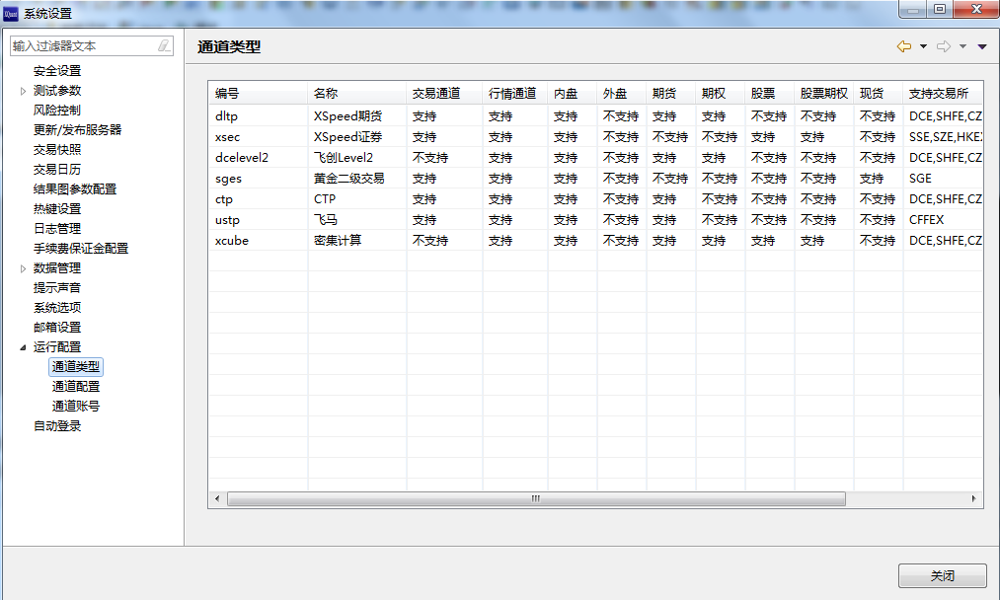 系统设置
输入过滤器文本
安全设置
测试参数
风险控制
更新/发布服务器
交易快照
交易日历
结果图参数配置
热键设置
日志管理
手续费保证金配置
数据管理
提示声音
系统选项
邮箱设置
运行配置
通道类型
通道配置
通道账号
自动登录
通道类型
编号 名称 交易通道 行情通道 内盘 外盘 期货 期权 股票 股票期权 现货 支持交易所
dltp XSpeed期货 支持 支持 支持 不支持 支持 支持 不支持 不支持 不支持 DCE,SHFE,CZ
xsec XSpeed证券 支持 支持 支持 不支持 不支持 不支持 支持 支持 不支持 SSE,SZE,HKE
dcelevel2 飞创Level2 不支持 支持 支持 不支持 支持 支持 不支持 不支持 不支持 DCE,SHFE,CZ
sges 黄金二级交易 支持 支持 支持 不支持 不支持 不支持 不支持 不支持 支持 SGE
ctp CTP 支持 支持 支持 不支持 支持 不支持 不支持 不支持 不支持 DCE,SHFE,CZ
ustp 飞马 支持 支持 支持 不支持 支持 不支持 不支持 不支持 不支持 CFFEX
xcube 密集计算 不支持 支持 支持 不支持 支持 支持 支持 支持 不支持 DCE,SHFE,CZ
关闭